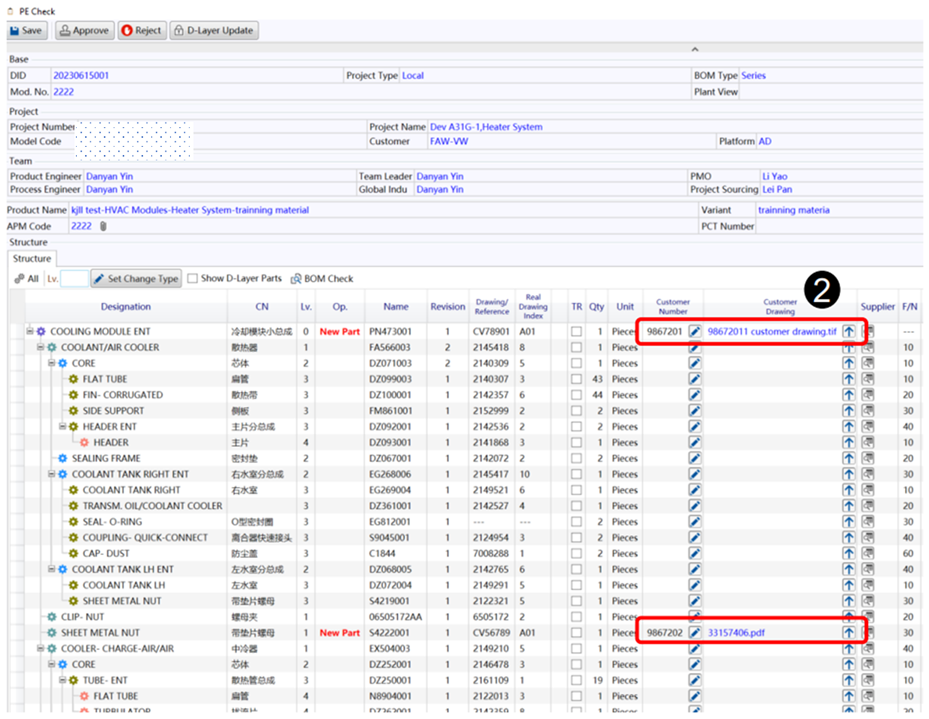 PE Check
Save Approve Reject D-Layer Update
Base
DID 20230615001 Project Type Local BOM Type Series
Mod. No. 2222 Plant View
Project
Project Number Project Name Dev A31G-1,Heater System
Model Code Customer FAW-VW Platform AD
Team
Product Engineer Danyan Yin Team Leader Danyan Yin PMO Li Yao
Process Engineer Danyan Yin Global Indu Danyan Yin Project Sourcing Lei Pan
Product Name kjll test-HVAC Modules-Heater System-trainning material Variant trainning materia
APM Code 2222 PCT Number
Structure
Structure
All Lv. Set Change Type Show D-Layer Parts BOM Check
2
Designation CN Lv. Op. Name Revision Drawing/ Reference Real Drawing Index TR Qty Unit Customer Number Customer Drawing Supplier F/N
COOLING MODULE ENT 冷却模块小总成 0 New Part PN473001 1 CV78901 A01 1 Pieces 9867201 98672011 customer drawing.tif ---
COOLANT/AIR COOLER 散热器 1 FA566003 2 2145418 8 1 Pieces 10
CORE 芯体 2 DZ071003 2 2140309 5 1 Pieces 10
FLAT TUBE 扁管 3 DZ099003 1 2140307 3 43 Pieces 10
FIN- CORRUGATED 散热带 3 DZ100001 1 2142357 6 44 Pieces 20
SIDE SUPPORT 侧板 3 FM861001 1 2152999 2 2 Pieces 30
HEADER ENT 主片分总成 3 DZ092001 1 2142536 2 2 Pieces 40
HEADER 主片 4 DZ093001 1 2141868 3 1 Pieces 10
SEALING FRAME 密封垫 2 DZ067001 1 2142072 2 2 Pieces 20
COOLANT TANK RIGHT ENT 右水室分总成 2 EG268006 1 2145417 10 1 Pieces 30
COOLANT TANK RIGHT 右水室 3 EG269004 1 2149521 6 1 Pieces 10
TRANSM. OIL/COOLANT COOLER 3 DZ361001 1 2142527 4 1 Pieces 20
SEAL- O-RING O型密封圈 3 EG812001 1 --- --- 2 Pieces 30
COUPLING- QUICK-CONNECT 离合器快速接头 3 S9045001 1 2124954 3 2 Pieces 40
CAP- DUST 防尘盖 3 C1844 1 7008288 1 2 Pieces 60
COOLANT TANK LH ENT 左水室分总成 2 DZ068005 1 2142765 6 1 Pieces 40
COOLANT TANK LH 左水室 3 DZ072004 1 2149291 5 1 Pieces 10
SHEET METAL NUT 带垫片螺母 3 S4219001 1 2122321 5 1 Pieces 20
CLIP- NUT 螺母夹 1 06505172AA 1 6505172 2 1 Pieces 20
SHEET METAL NUT 带垫片螺母 1 New Part S4222001 1 CV56789 A01 1 Pieces 9867202 33157406.pdf 30
COOLER- CHARGE-AIR/AIR 中冷器 1 EX504003 1 2149210 5 1 Pieces 40
CORE 芯体 2 DZ252001 1 2146478 3 1 Pieces 10
TUBE- ENT 散热管总成 3 DZ250001 1 2161109 1 19 Pieces 10
FLAT TUBE 扁管 4 N8904001 1 2122013 3 1 Pieces 10
TURBULATOR